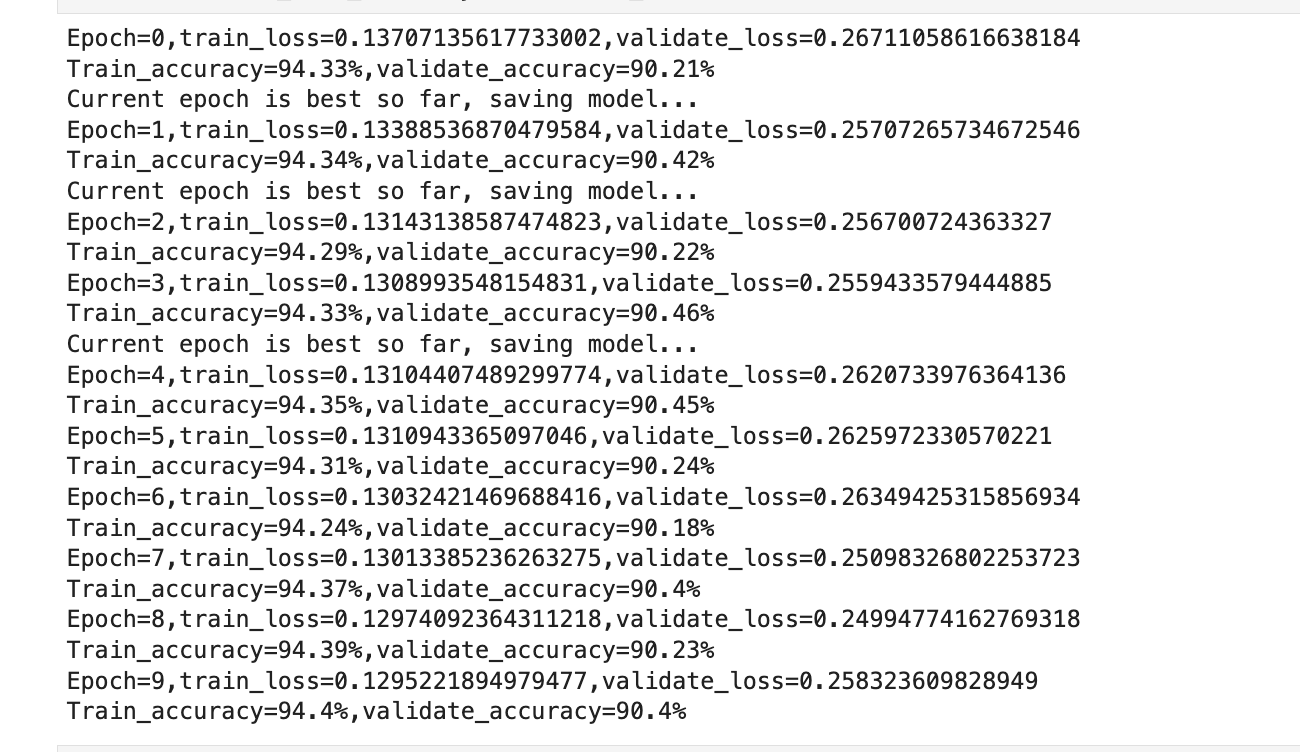 Epoch=0,train_loss=0.13707135617733002,validate_loss=0.26711058616638184
Train_accuracy=94.33%,validate_accuracy=90.21%
Current epoch is best so far, saving model...
Epoch=1,train_loss=0.13388536870479584,validate_loss=0.25707265734672546
Train_accuracy=94.34%,validate_accuracy=90.42%
Current epoch is best so far, saving model...
Epoch=2,train_loss=0.13143138587474823,validate_loss=0.256700724363327
Train_accuracy=94.29%,validate_accuracy=90.22%
Epoch=3,train_loss=0.1308993548154831,validate_loss=0.2559433579444885
Train_accuracy=94.33%,validate_accuracy=90.46%
Current epoch is best so far, saving model...
Epoch=4,train_loss=0.13104407489299774,validate_loss=0.2620733976364136
Train_accuracy=94.35%,validate_accuracy=90.45%
Epoch=5,train_loss=0.1310943365097046,validate_loss=0.2625972330570221
Train_accuracy=94.31%,validate_accuracy=90.24%
Epoch=6,train_loss=0.13032421469688416,validate_loss=0.26349425315856934
Train_accuracy=94.24%,validate_accuracy=90.18%
Epoch=7,train_loss=0.13013385236263275,validate_loss=0.25098326802253723
Train_accuracy=94.37%,validate_accuracy=90.4%
Epoch=8,train_loss=0.12974092364311218,validate_loss=0.24994774162769318
Train_accuracy=94.39%,validate_accuracy=90.23%
Epoch=9,train_loss=0.1295221894979477,validate_loss=0.258323609828949
Train_accuracy=94.4%,validate_accuracy=90.4%